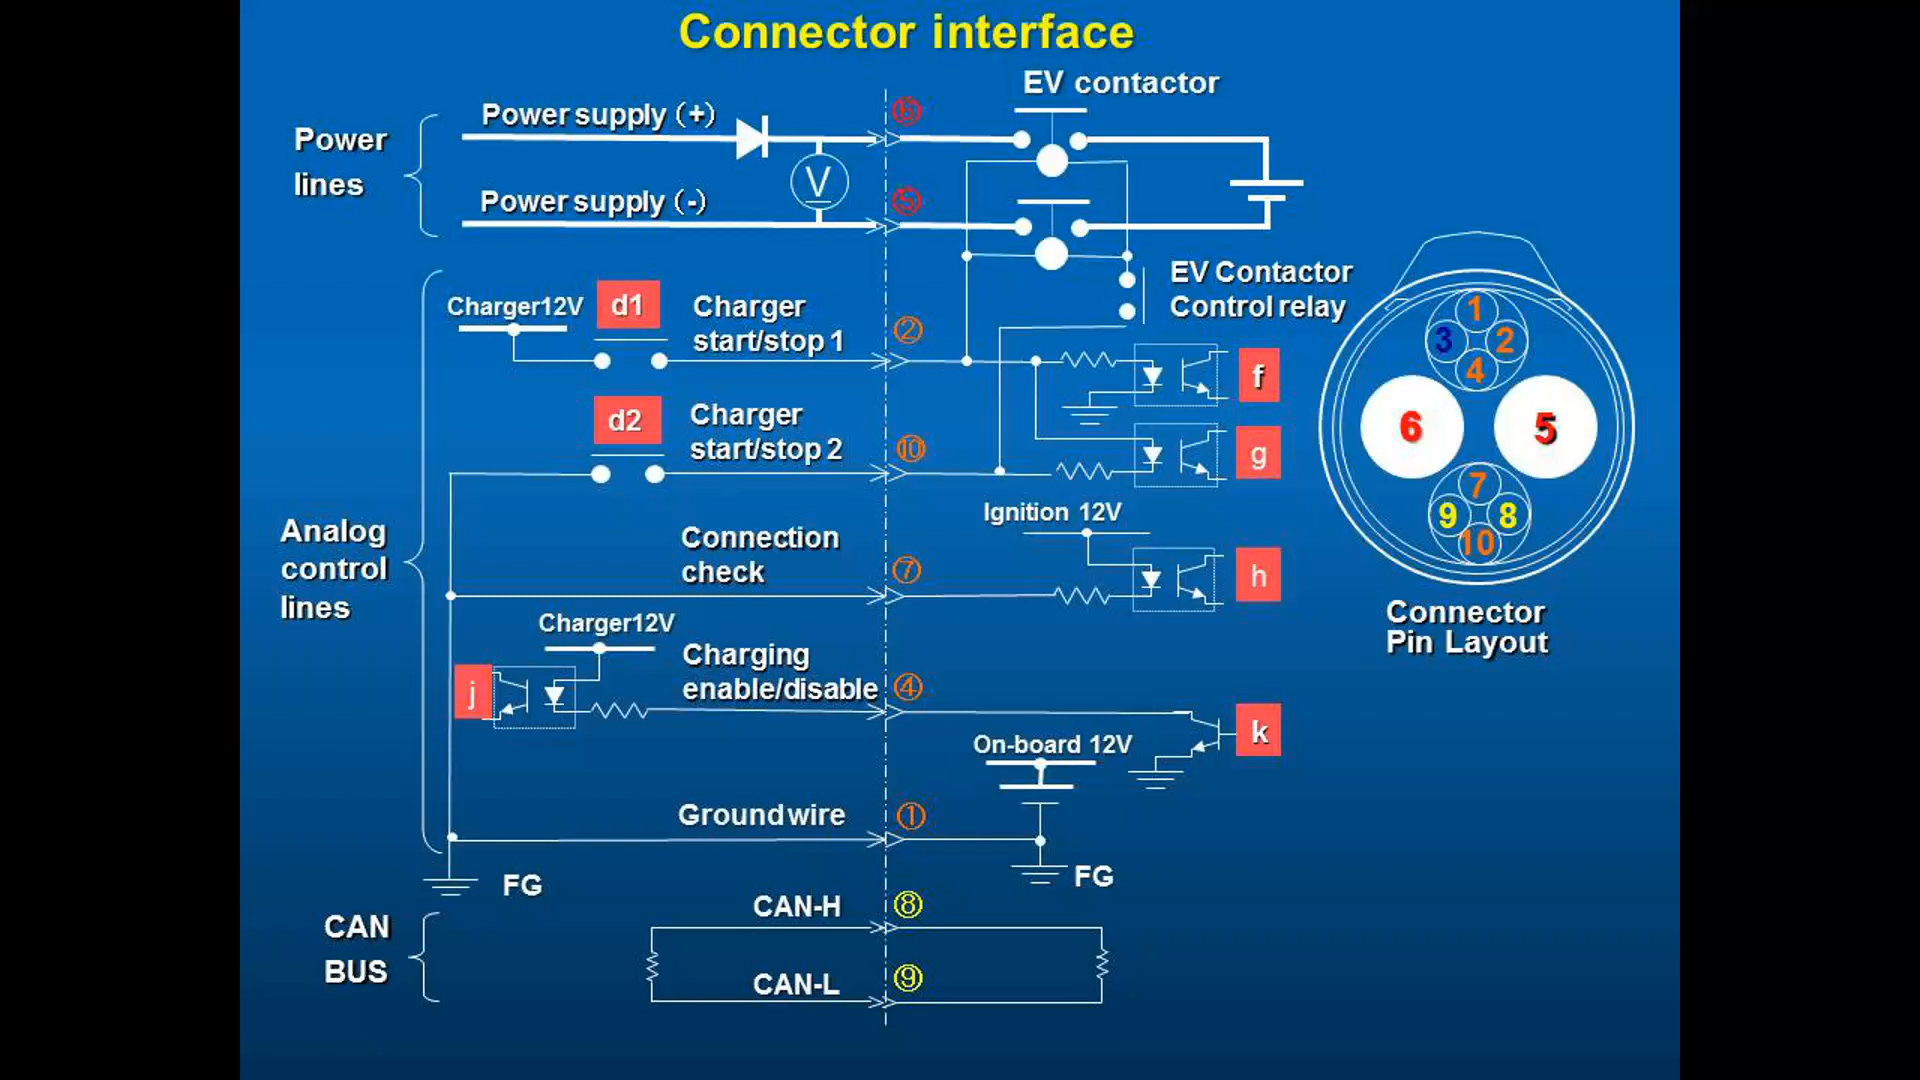 Connector interface
EV contactor
Power
lines
Power supply (+)
⑥
V
Power supply (-)
⑤
EV Contactor
Control relay
Charger12V
d1
Charger
start/stop 1
②
f
d2
Charger
start/stop 2
⑩
g
Ignition 12V
Analog
control
lines
Connection
check
⑦
h
Charger12V
j
Charging
enable/disable
④
k
On-board 12V
Ground wire
①
FG
FG
CAN
BUS
CAN-H
⑧
CAN-L
⑨
1
3 2
4
6 5
7
9 8
10
Connector
Pin Layout